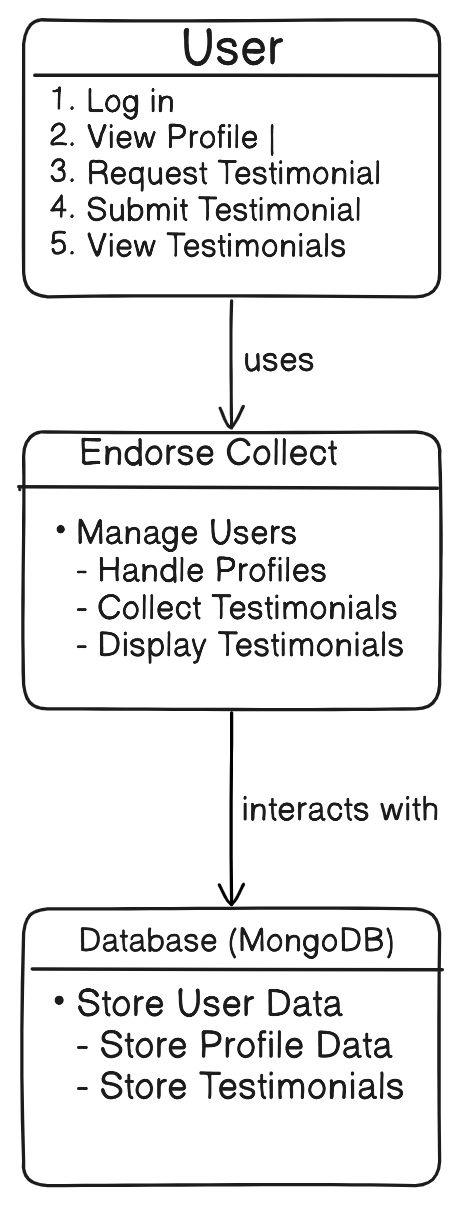 User
1. Log in
2. View Profile |
3. Request Testimonial
4. Submit Testimonial
5. View Testimonials
uses
Endorse Collect
• Manage Users
- Handle Profiles
- Collect Testimonials
- Display Testimonials
interacts with
Database (MongoDB)
• Store User Data
- Store Profile Data
- Store Testimonials